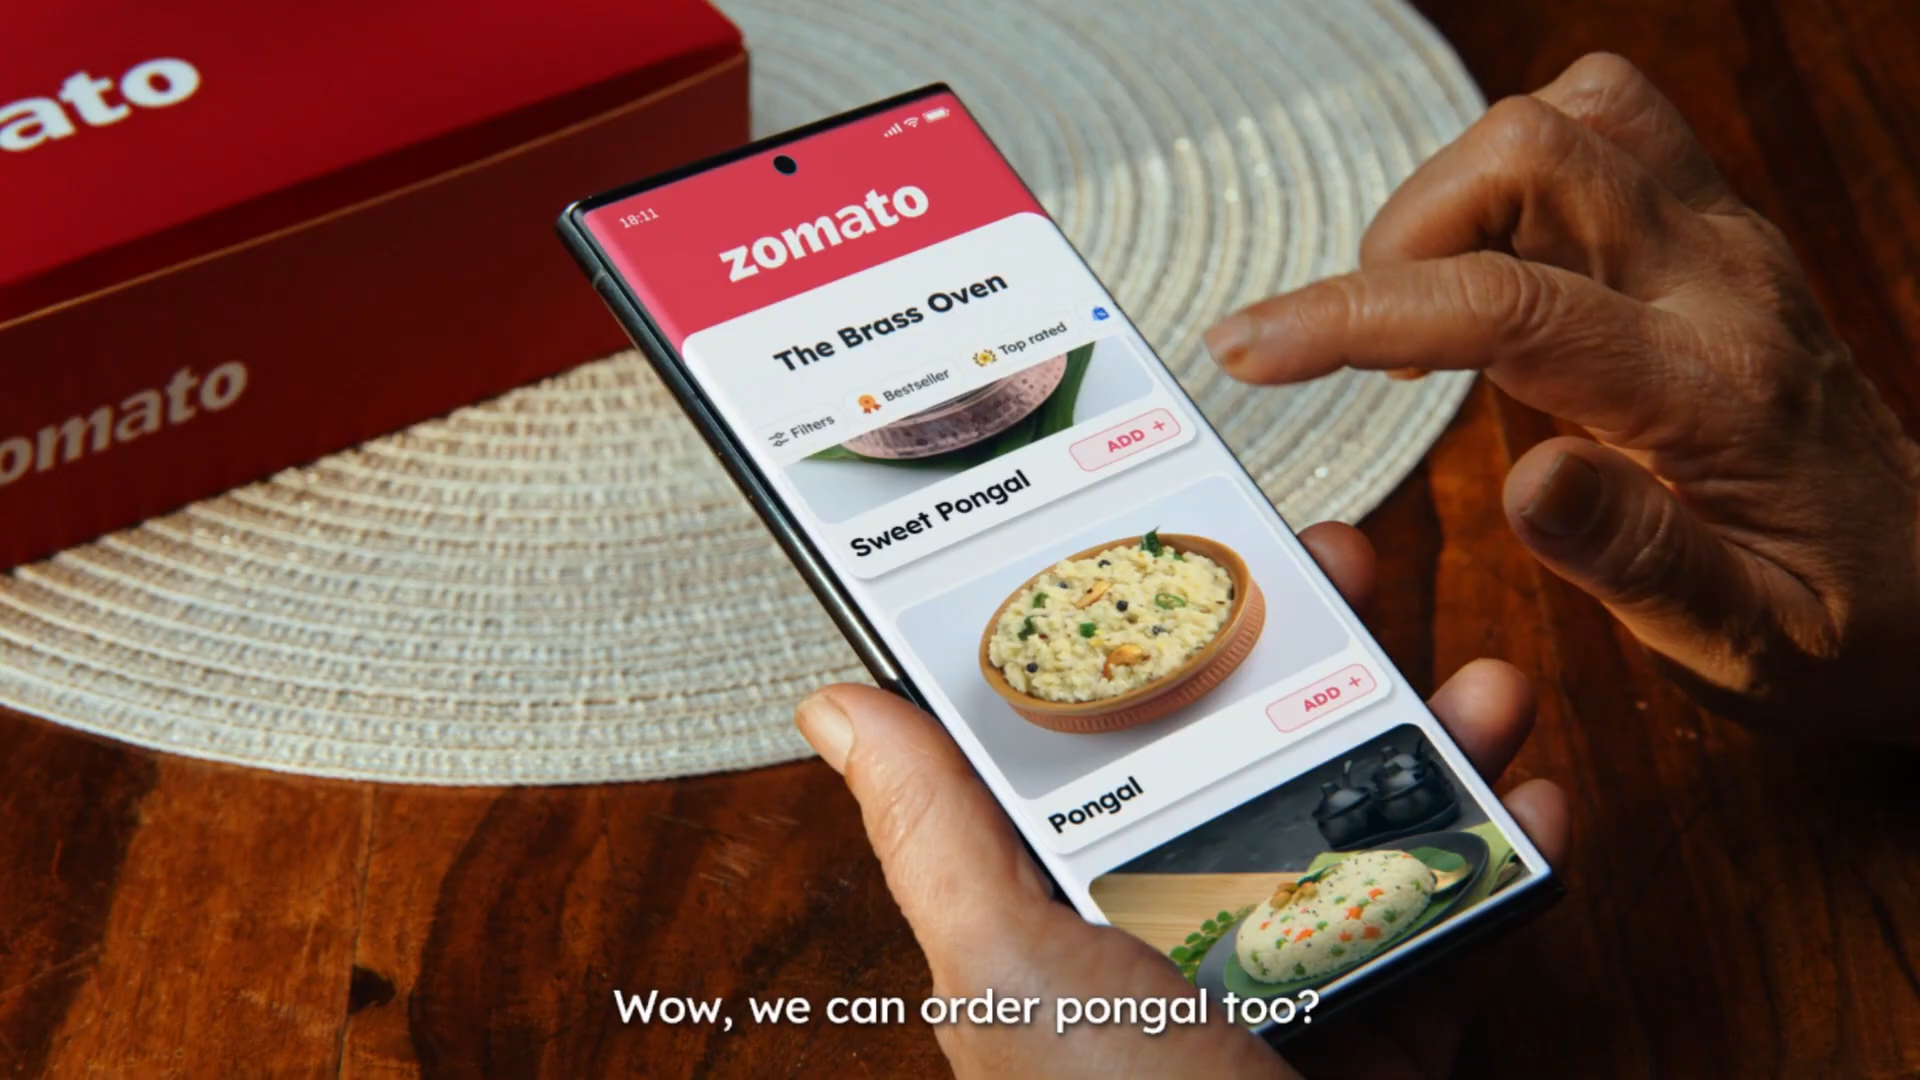 ato
omato
18:11
zomato
The Brass Oven
Filters
Bestseller
Top rated
ADD +
Sweet Pongal
ADD +
Pongal
Wow, we can order pongal too?